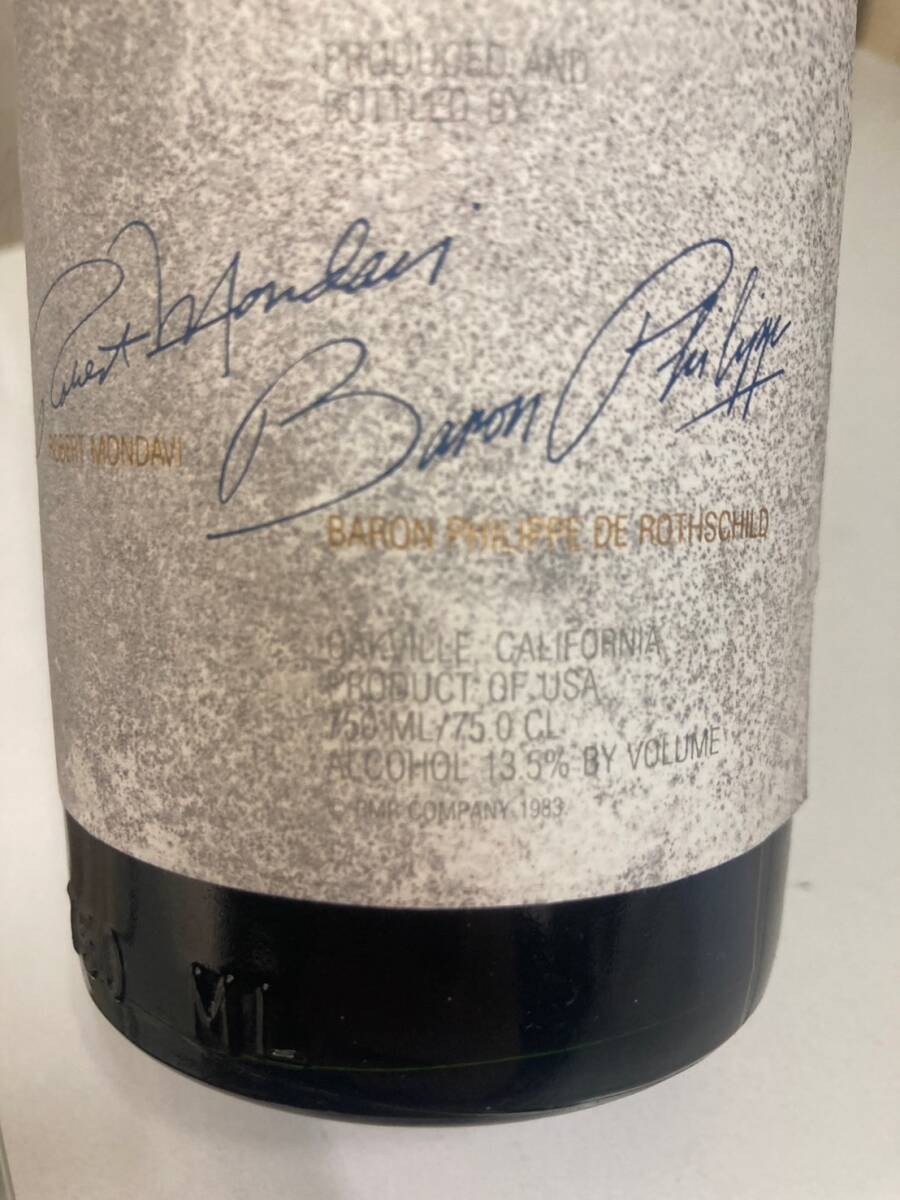 PRODUCED AND
BOTTLED BY
Robert Mondavi
Baron Philippe
ROBERT MONDAVI
BARON PHILIPPE DE ROTHSCHILD
OAKVILLE, CALIFORNIA
PRODUCT OF USA
750 ML/75.0 CL
ALCOHOL 13.5% BY VOLUME
COMPANY 1983
ML